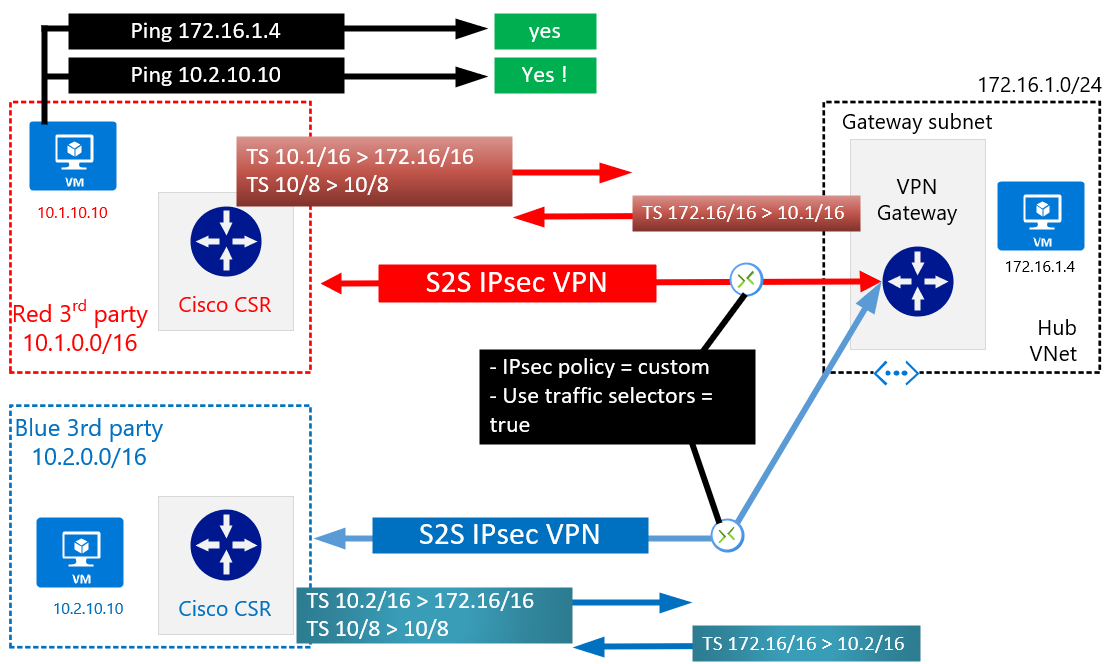 Ping 172.16.1.4
yes
Ping 10.2.10.10
Yes !
172.16.1.0/24
Gateway subnet
VPN
Gateway
VM
172.16.1.4
Hub
VNet
VM
10.1.10.10
TS 10.1/16 > 172.16/16
TS 10/8 > 10/8
TS 172.16/16 > 10.1/16
Cisco CSR
S2S IPsec VPN
Red 3rd party
10.1.0.0/16
- IPsec policy = custom
- Use traffic selectors =
true
Blue 3rd party
10.2.0.0/16
VM
10.2.10.10
Cisco CSR
S2S IPsec VPN
TS 10.2/16 > 172.16/16
TS 10/8 > 10/8
TS 172.16/16 > 10.2/16